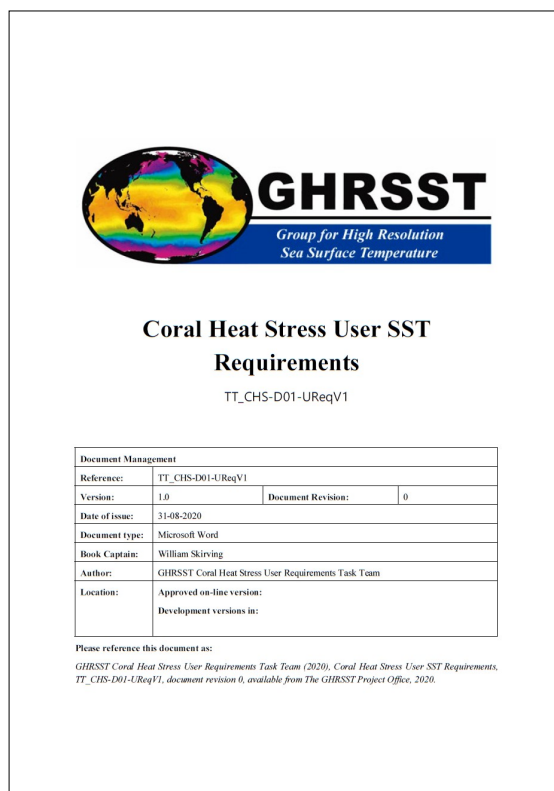 GHRSST
Group for High Resolution
Sea Surface Temperature
Coral Heat Stress User SST
Requirements
TT_CHS-D01-UReqV1
Document Management
Reference: TT_CHS-D01-UReqV1
Version: 1.0 Document Revision: 0
Date of issue: 31-08-2020
Document type: Microsoft Word
Book Captain: William Skirving
Author: GHRSST Coral Heat Stress User Requirements Task Team
Location: Approved on-line version:
Development versions in:
Please reference this document as:
GHRSST Coral Heat Stress User Requirements Task Team (2020), Coral Heat Stress User SST Requirements,
TT_CHS-D01-UReqV1, document revision 0, available from The GHRSST Project Office, 2020.